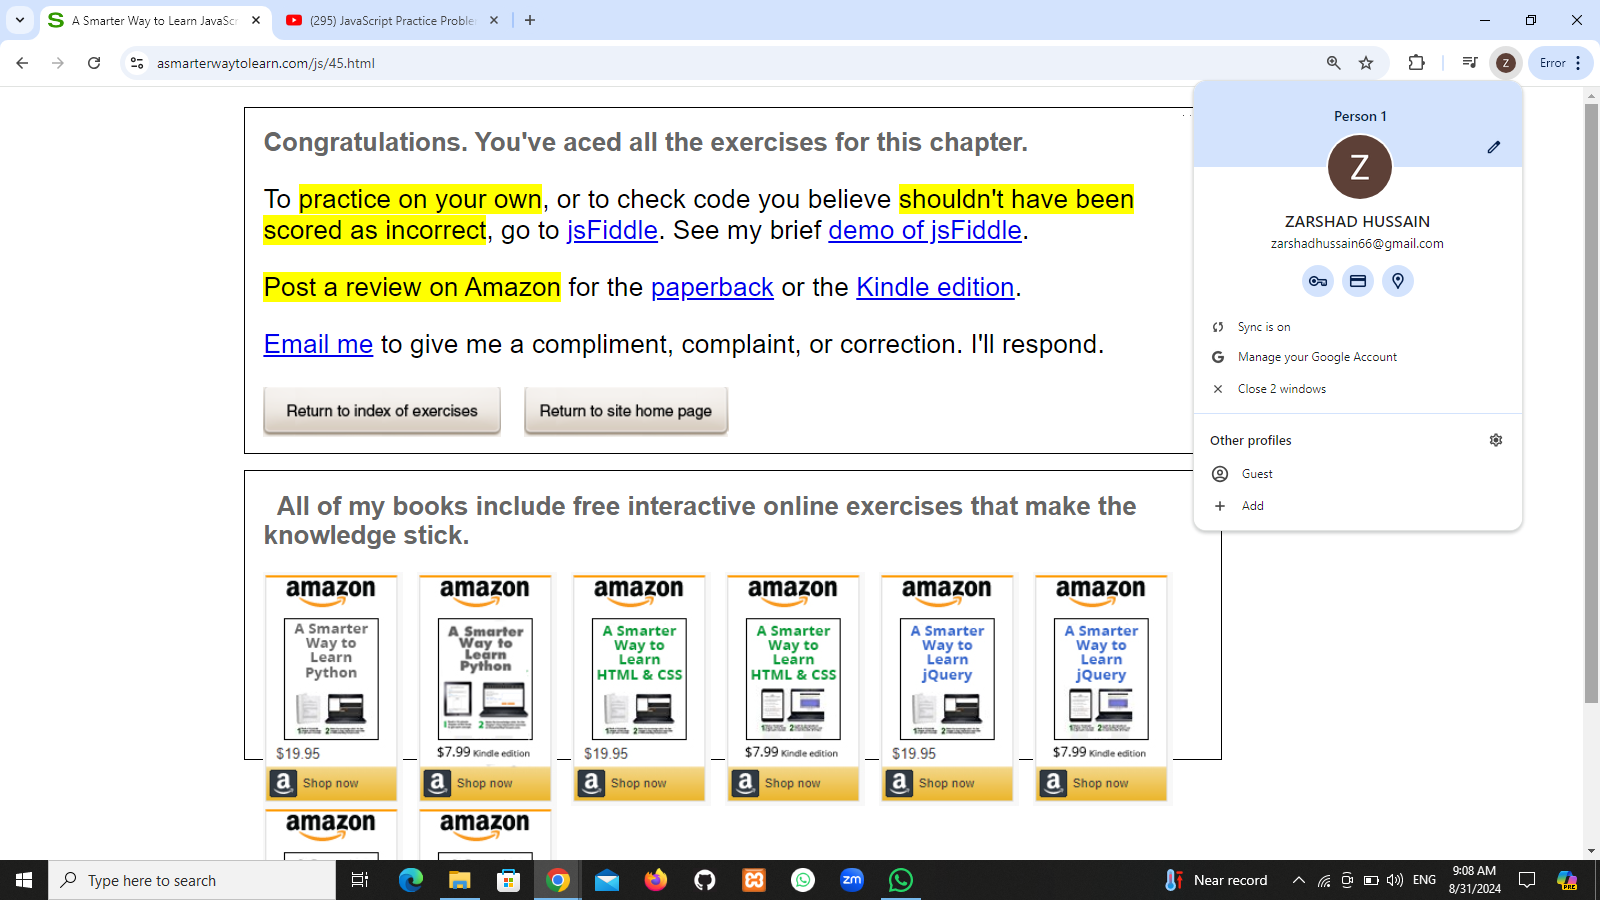 A Smarter Way to Learn JavaScr
(295) JavaScript Practice Proble
asmarterwaytolearn.com/js/45.html
Z
Error
Congratulations. You've aced all the exercises for this chapter.
To practice on your own, or to check code you believe shouldn't have been
scored as incorrect, go to jsFiddle. See my brief demo of jsFiddle.
Post a review on Amazon for the paperback or the Kindle edition.
Email me to give me a compliment, complaint, or correction. I'll respond.
Return to index of exercises
Return to site home page
Person 1
Z
ZARSHAD HUSSAIN
zarshadhussain66@gmail.com
Sync is on
Manage your Google Account
Close 2 windows
Other profiles
Guest
Add
All of my books include free interactive online exercises that make the
knowledge stick.
amazon
A Smarter
Way to
Learn
Python
$19.95
Shop now
amazon
A Smarter
Way to
Learn
Python
$7.99 Kindle edition
Shop now
amazon
A Smarter
Way to
Learn
HTML & CSS
$19.95
Shop now
amazon
A Smarter
Way to
Learn
HTML & CSS
$7.99 Kindle edition
Shop now
amazon
A Smarter
Way to
Learn
jQuery
$19.95
Shop now
amazon
A Smarter
Way to
Learn
jQuery
$7.99 Kindle edition
Shop now
amazon
amazon
Type here to search
zm
Near record
ENG
9:08 AM
8/31/2024
PRE